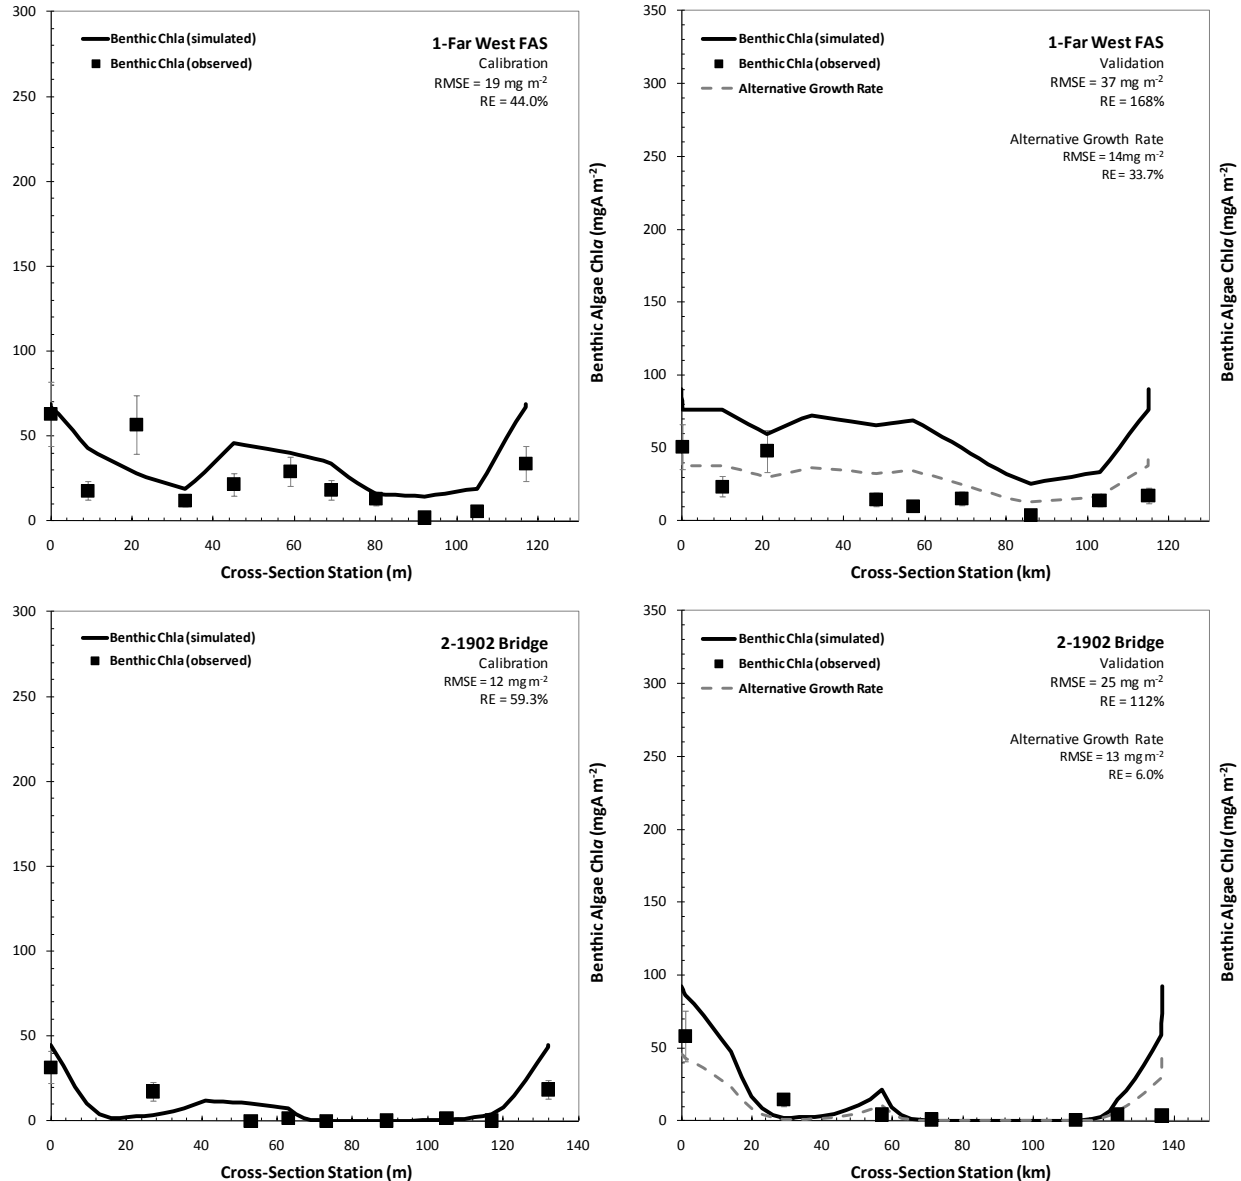 Benthic Chla (simulated)
Benthic Chla (observed)
1-Far West FAS
Calibration
RMSE = 19 mg m-2
RE = 44.0%
300
250
200
150
100
50
0
0 20 40 60 80 100 120
Cross-Section Station (m)
Benthic Algae Chla (mgA m-2)
Benthic Chla (simulated)
Benthic Chla (observed)
Alternative Growth Rate
1-Far West FAS
Validation
RMSE = 37 mg m-2
RE = 168%
Alternative Growth Rate
RMSE = 14mg m-2
RE = 33.7%
350
300
250
200
150
100
50
0
0 20 40 60 80 100 120
Cross-Section Station (km)
Benthic Algae Chla (mgA m-2)
Benthic Chla (simulated)
Benthic Chla (observed)
2-1902 Bridge
Calibration
RMSE = 12 mg m-2
RE = 59.3%
300
250
200
150
100
50
0
0 20 40 60 80 100 120 140
Cross-Section Station (m)
Benthic Algae Chla (mgA m-2)
Benthic Chla (simulated)
Benthic Chla (observed)
Alternative Growth Rate
2-1902 Bridge
Validation
RMSE = 25 mg m-2
RE = 112%
Alternative Growth Rate
RMSE = 13 mg m-2
RE = 6.0%
350
300
250
200
150
100
50
0
0 20 40 60 80 100 120 140
Cross-Section Station (km)
Benthic Algae Chla (mgA m-2)